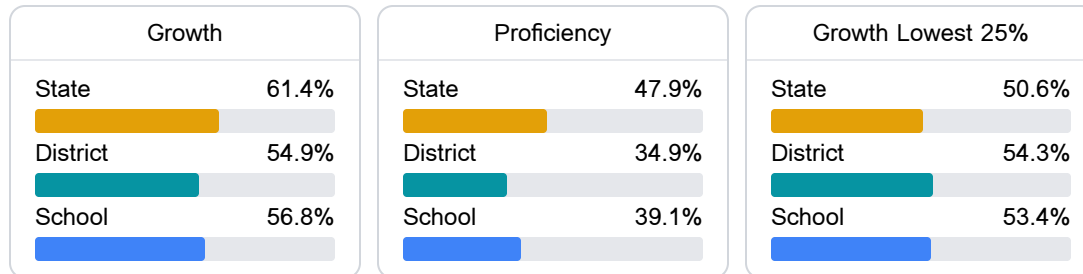 Growth
State 61.4%
District 54.9%
School 56.8%
Proficiency
State 47.9%
District 34.9%
School 39.1%
Growth Lowest 25%
State 50.6%
District 54.3%
School 53.4%